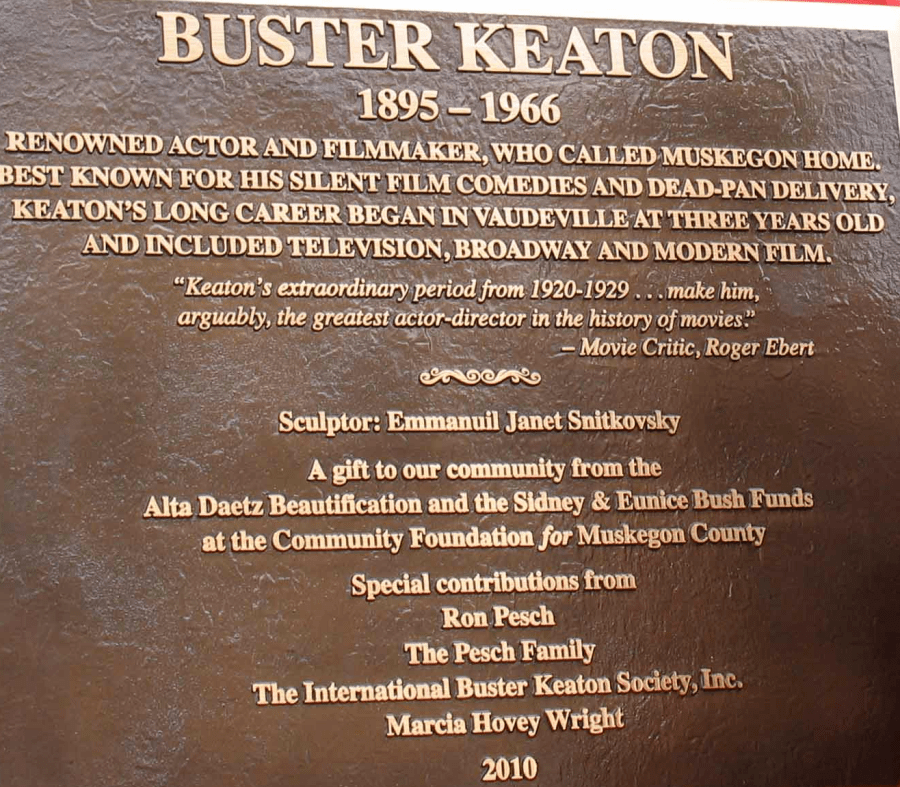 BUSTER KEATON
1895 – 1966
RENOWNED ACTOR AND FILMMAKER, WHO CALLED MUSKEGON HOME.
BEST KNOWN FOR HIS SILENT FILM COMEDIES AND DEAD-PAN DELIVERY,
KEATON'S LONG CAREER BEGAN IN VAUDEVILLE AT THREE YEARS OLD
AND INCLUDED TELEVISION, BROADWAY AND MODERN FILM.
"Keaton's extraordinary period from 1920-1929 . . . make him,
arguably, the greatest actor-director in the history of movies."
– Movie Critic, Roger Ebert
Sculptor: Emmanuil Janet Snitkovsky
A gift to our community from the
Alta Daetz Beautification and the Sidney & Eunice Bush Funds
at the Community Foundation for Muskegon County
Special contributions from
Ron Pesch
The Pesch Family
The International Buster Keaton Society, Inc.
Marcia Hovey Wright
2010